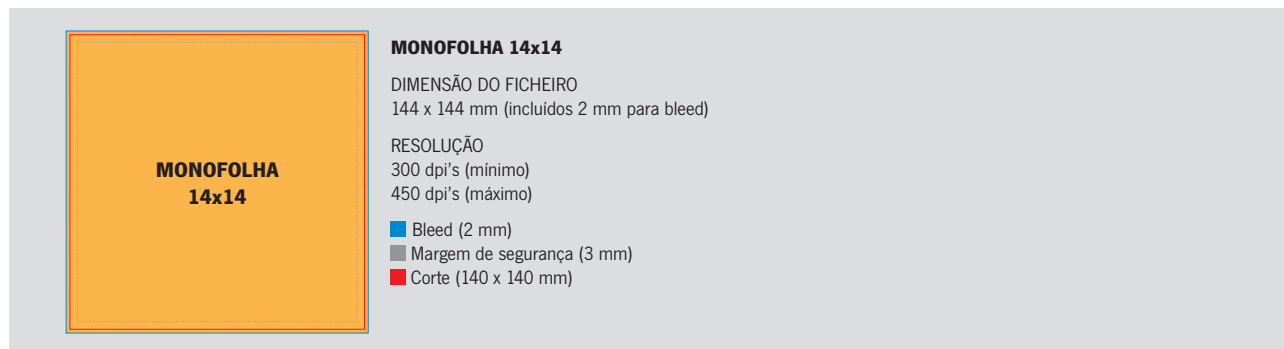 MONOFOLHA
14x14
MONOFOLHA 14x14
DIMENSÃO DO FICHEIRO
144 x 144 mm (incluídos 2 mm para bleed)
RESOLUÇÃO
300 dpi’s (mínimo)
450 dpi’s (máximo)
Bleed (2 mm)
Margem de segurança (3 mm)
Corte (140 x 140 mm)